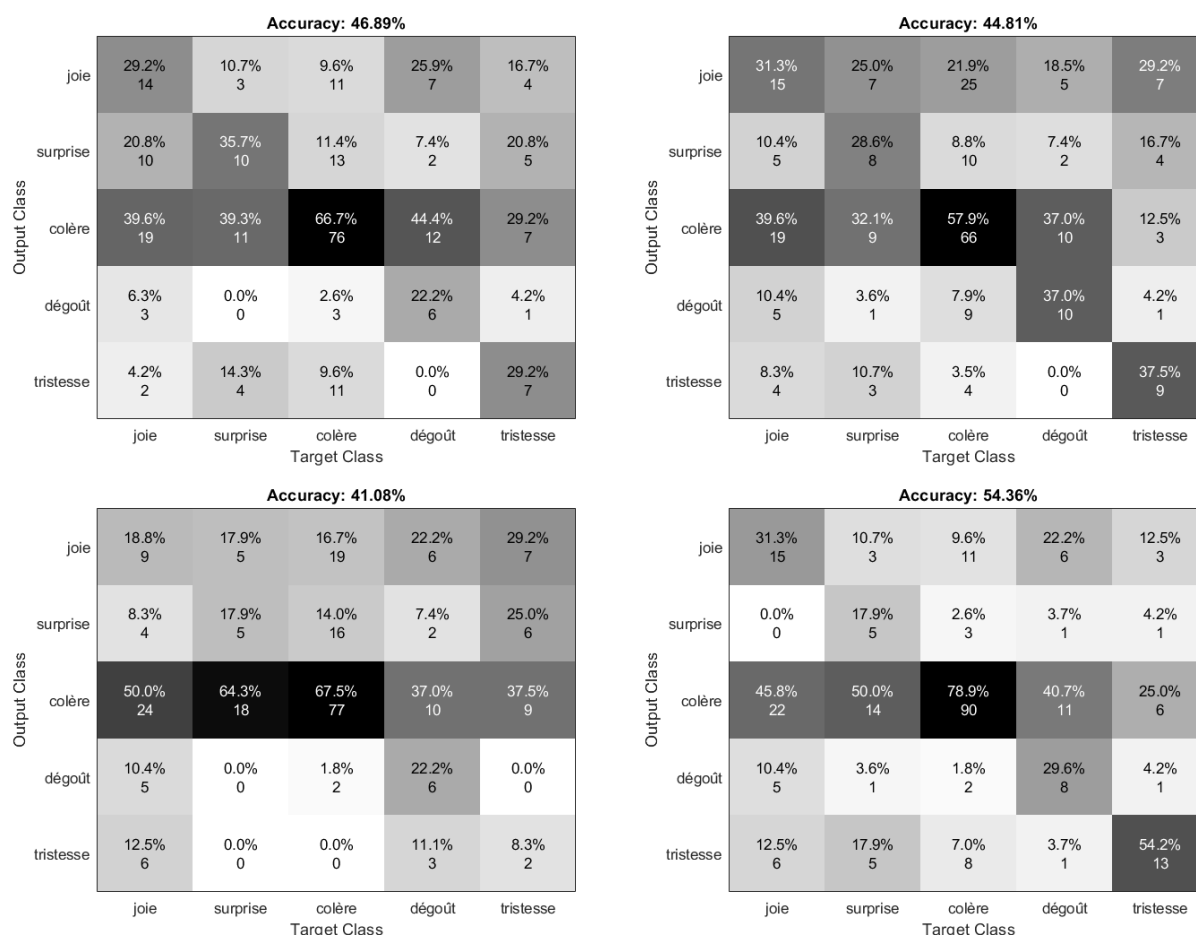 Accuracy: 46.89%
Output Class
joie
29.2% 10.7% 9.6% 25.9% 16.7%
14 3 11 7 4
surprise
20.8% 35.7% 11.4% 7.4% 20.8%
10 10 13 2 5
colère
39.6% 39.3% 66.7% 44.4% 29.2%
19 11 76 12 7
dégoût
6.3% 0.0% 2.6% 22.2% 4.2%
3 0 3 6 1
tristesse
4.2% 14.3% 9.6% 0.0% 29.2%
2 4 11 0 7
joie surprise colère dégoût tristesse
Target Class
Accuracy: 44.81%
Output Class
joie
31.3% 25.0% 21.9% 18.5% 29.2%
15 7 25 5 7
surprise
10.4% 28.6% 8.8% 7.4% 16.7%
5 8 10 2 4
colère
39.6% 32.1% 57.9% 37.0% 12.5%
19 9 66 10 3
dégoût
10.4% 3.6% 7.9% 37.0% 4.2%
5 1 9 10 1
tristesse
8.3% 10.7% 3.5% 0.0% 37.5%
4 3 4 0 9
joie surprise colère dégoût tristesse
Target Class
Accuracy: 41.08%
Output Class
joie
18.8% 17.9% 16.7% 22.2% 29.2%
9 5 19 6 7
surprise
8.3% 17.9% 14.0% 7.4% 25.0%
4 5 16 2 6
colère
50.0% 64.3% 67.5% 37.0% 37.5%
24 18 77 10 9
dégoût
10.4% 0.0% 1.8% 22.2% 0.0%
5 0 2 6 0
tristesse
12.5% 0.0% 0.0% 11.1% 8.3%
6 0 0 3 2
joie surprise colère dégoût tristesse
Target Class
Accuracy: 54.36%
Output Class
joie
31.3% 10.7% 9.6% 22.2% 12.5%
15 3 11 6 3
surprise
0.0% 17.9% 2.6% 3.7% 4.2%
0 5 3 1 1
colère
45.8% 50.0% 78.9% 40.7% 25.0%
22 14 90 11 6
dégoût
10.4% 3.6% 1.8% 29.6% 4.2%
5 1 2 8 1
tristesse
12.5% 17.9% 7.0% 3.7% 54.2%
6 5 8 1 13
joie surprise colère dégoût tristesse
Target Class